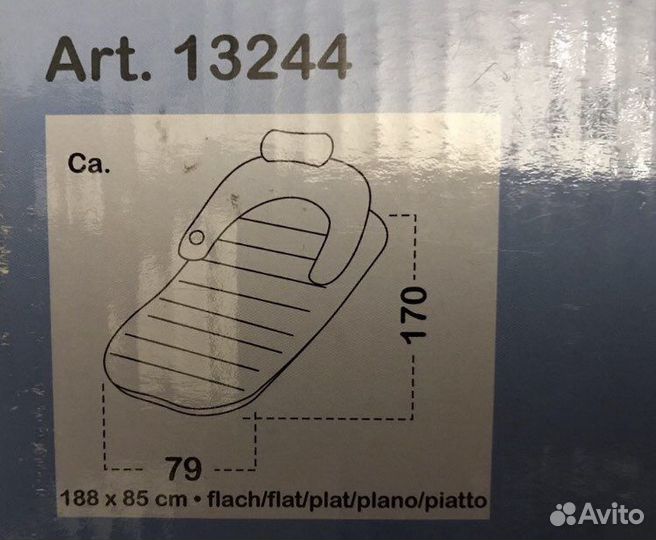 Art. 13244
Ca.
170
79
188 x 85 cm • flach/flat/plat/plano/piatto
Avito